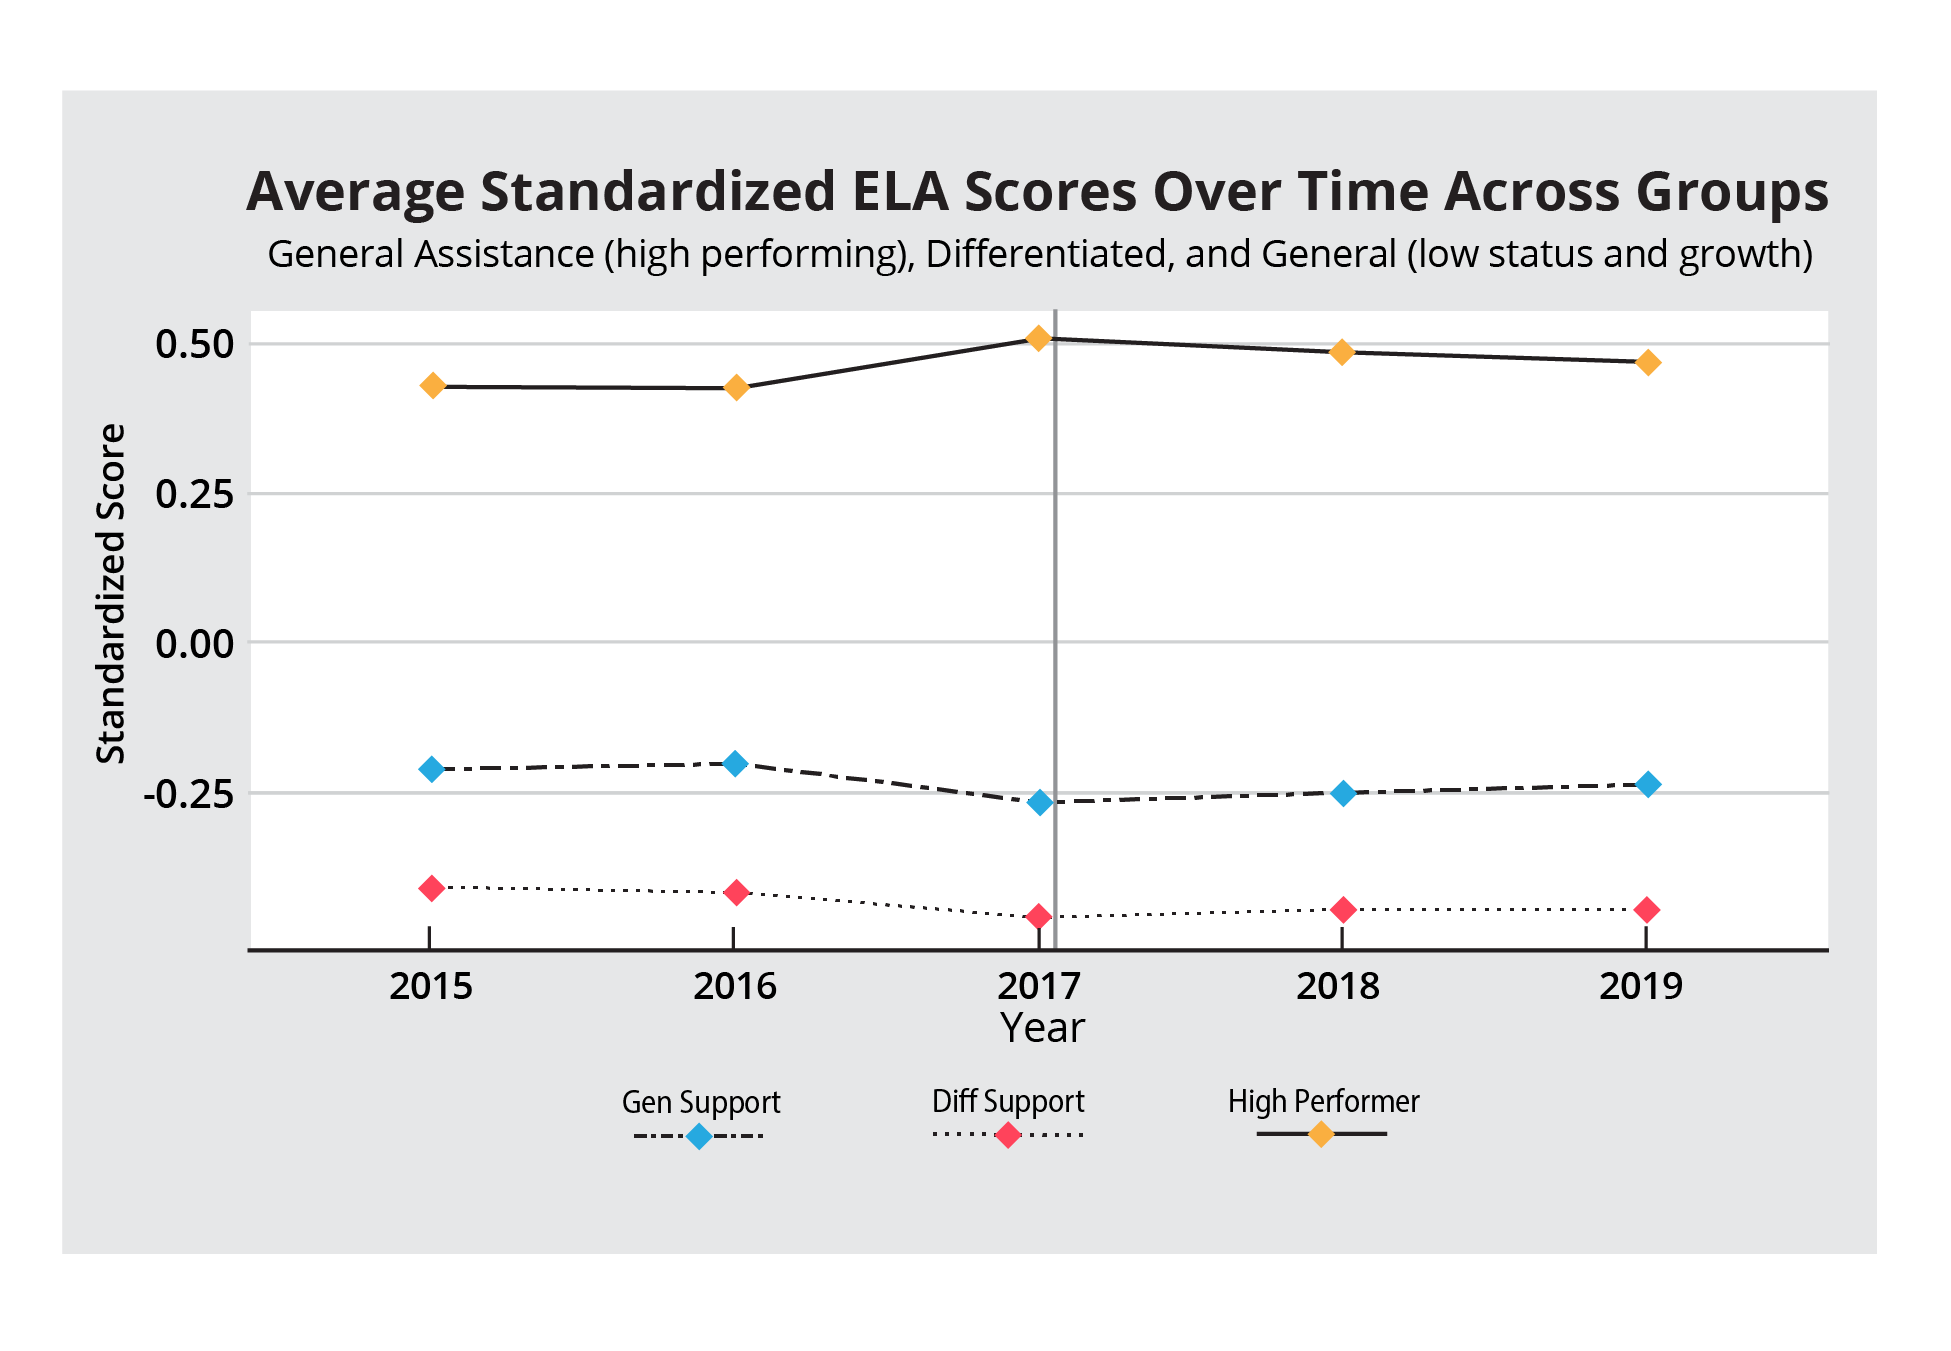 Average Standardized ELA Scores Over Time Across Groups
General Assistance (high performing), Differentiated, and General (low status and growth)
Standardized Score
0.50
0.25
0.00
-0.25
2015 2016 2017 2018 2019
Year
Gen Support Diff Support High Performer